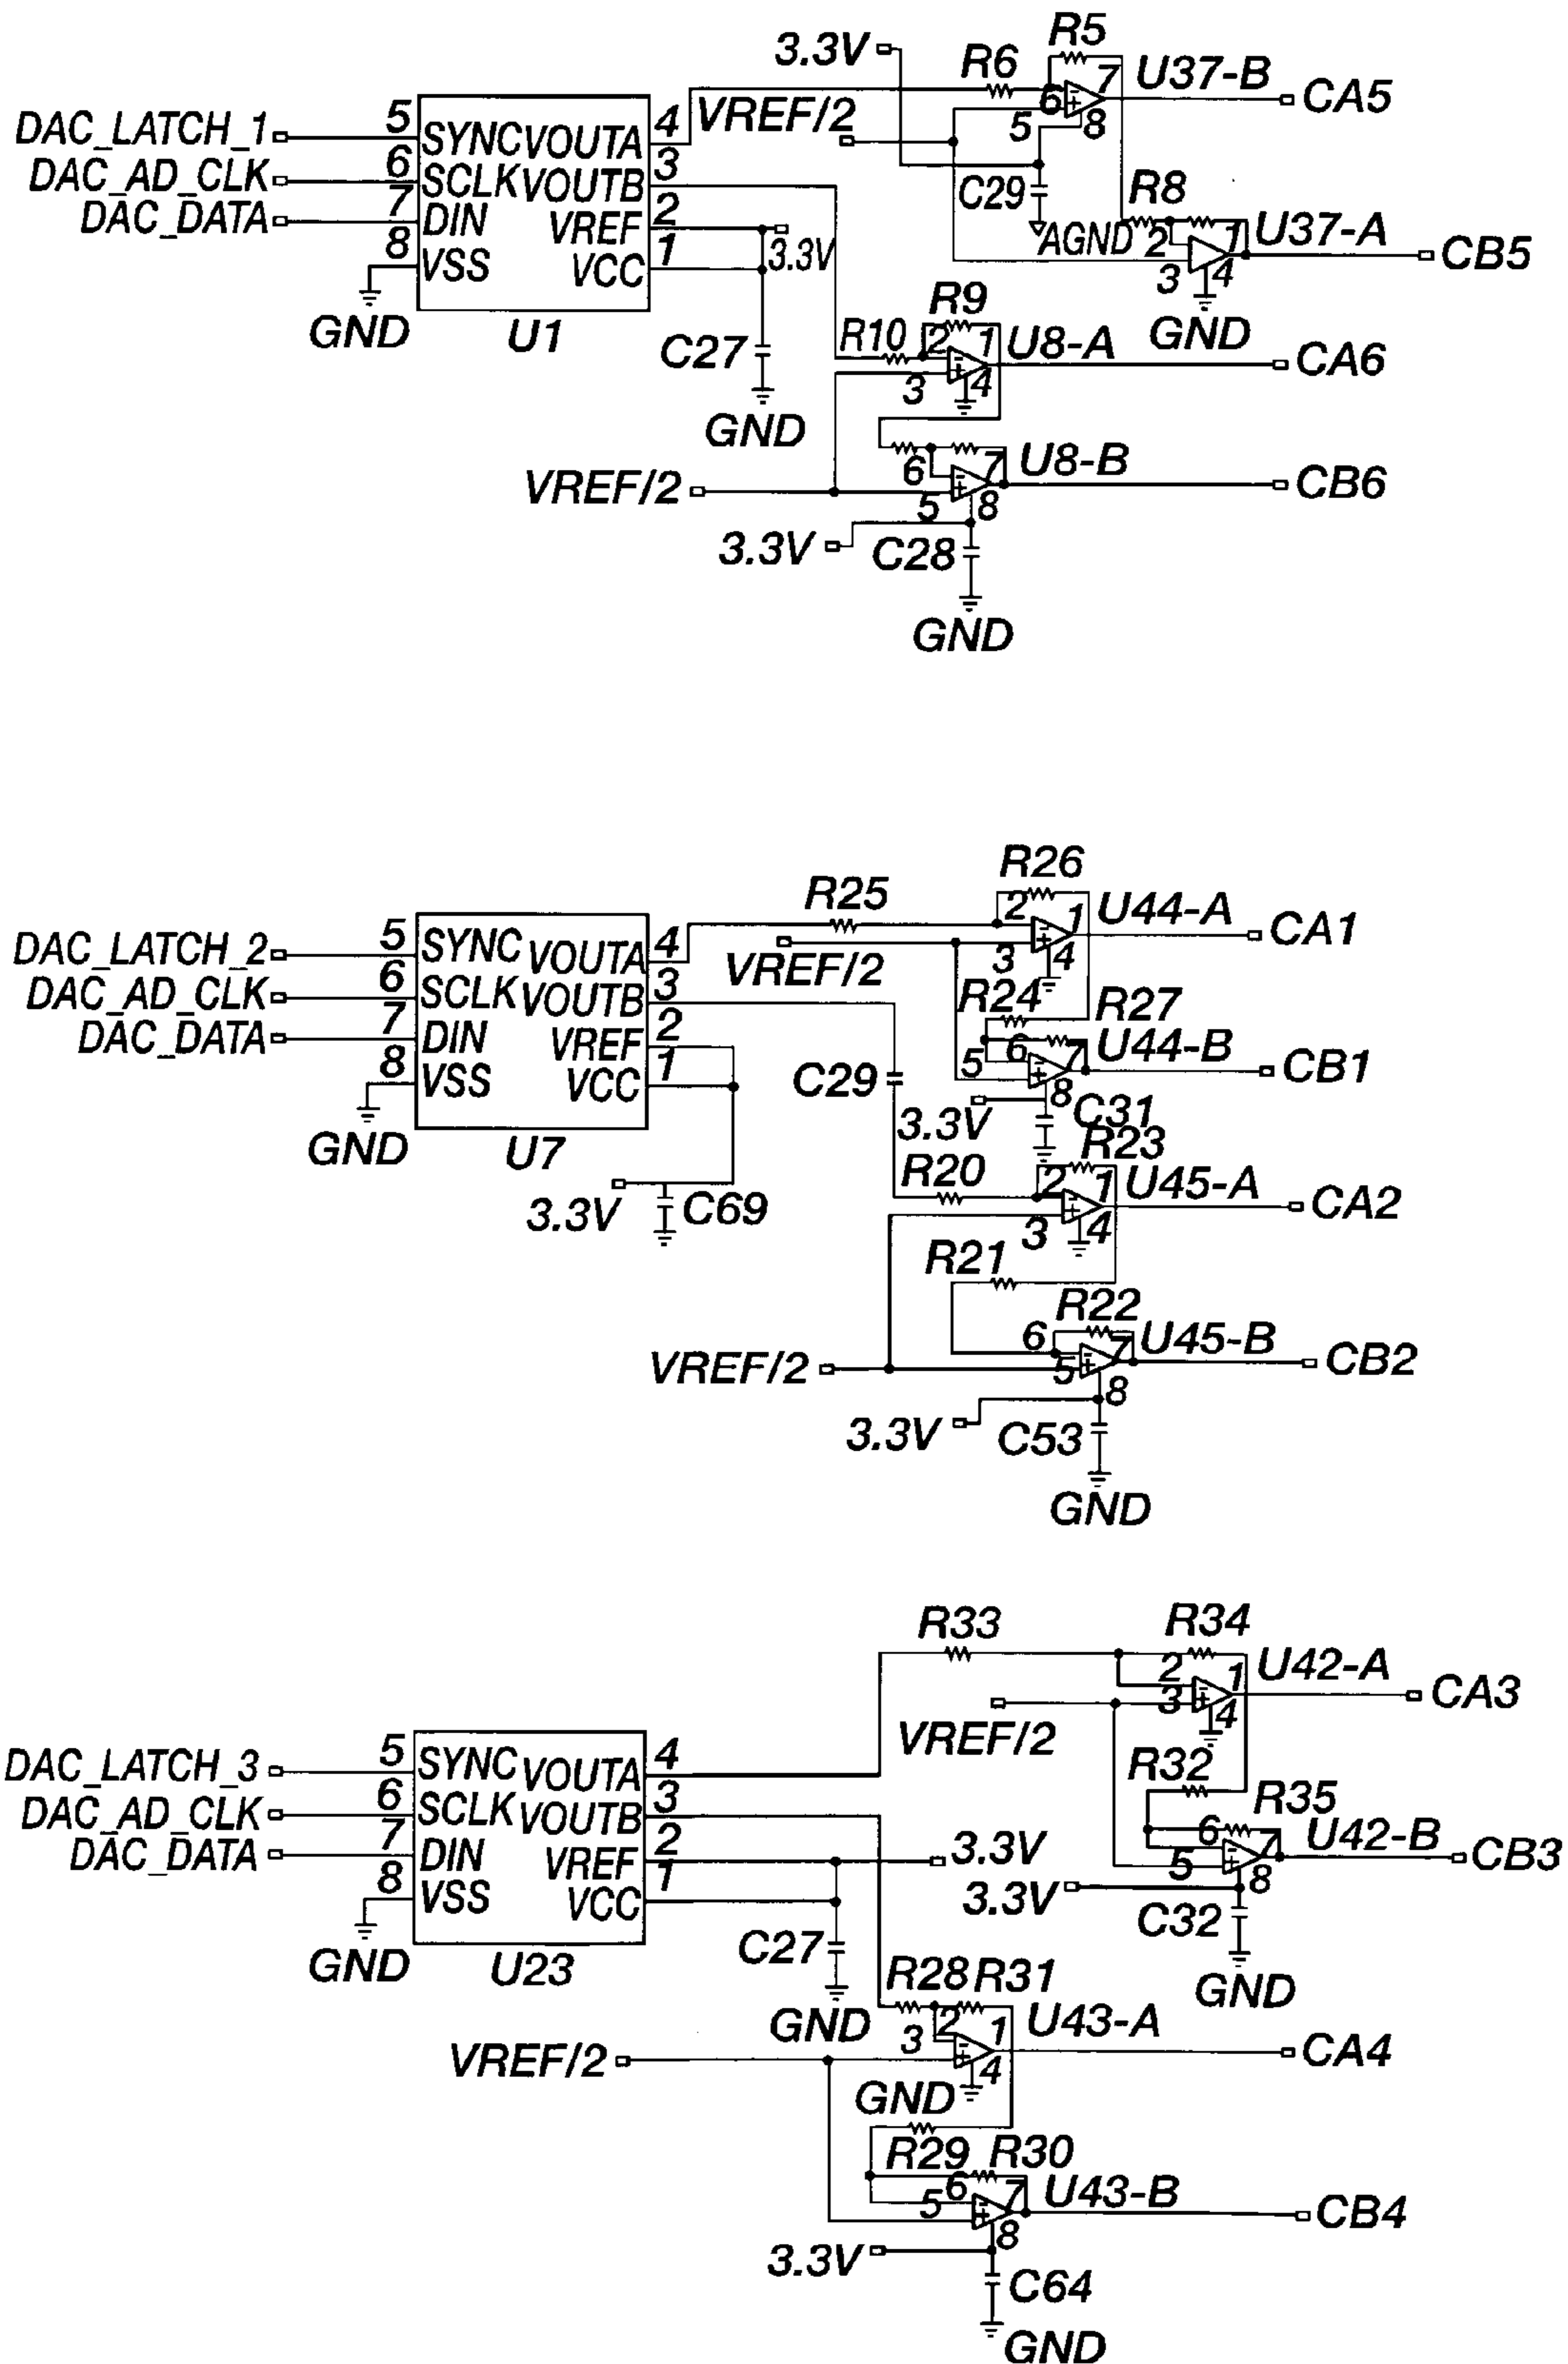 R5
3.3V
R6
7
U37-B
CA5
6
5
8
VREF/2
DAC_LATCH_1
5
SYNC
VOUTA
4
DAC_AD_CLK
6
SCLK
VOUTB
3
DAC_DATA
7
DIN
VREF
2
3.3V
8
VSS
VCC
1
GND
U1
C27
GND
C29
AGND
R8
2
1
U37-A
CB5
3
4
GND
R9
R10
2
1
U8-A
CA6
3
4
6
7
U8-B
CB6
VREF/2
5
8
3.3V
C28
GND
R26
R25
2
1
U44-A
CA1
3
4
VREF/2
DAC_LATCH_2
5
SYNC
VOUTA
4
DAC_AD_CLK
6
SCLK
VOUTB
3
DAC_DATA
7
DIN
VREF
2
8
VSS
VCC
1
GND
U7
3.3V
C69
C29
R24
R27
5
6
7
U44-B
CB1
8
3.3V
C31
R23
R20
2
1
U45-A
CA2
3
4
R21
R22
6
7
U45-B
CB2
VREF/2
5
8
3.3V
C53
GND
R33
R34
2
1
U42-A
CA3
3
4
VREF/2
DAC_LATCH_3
5
SYNC
VOUTA
4
DAC_AD_CLK
6
SCLK
VOUTB
3
DAC_DATA
7
DIN
VREF
2
3.3V
8
VSS
VCC
1
GND
U23
C27
GND
R32
R35
6
7
U42-B
CB3
5
8
3.3V
C32
GND
R28
R31
2
1
U43-A
CA4
3
4
VREF/2
GND
R29
R30
6
7
U43-B
CB4
5
8
3.3V
C64
GND